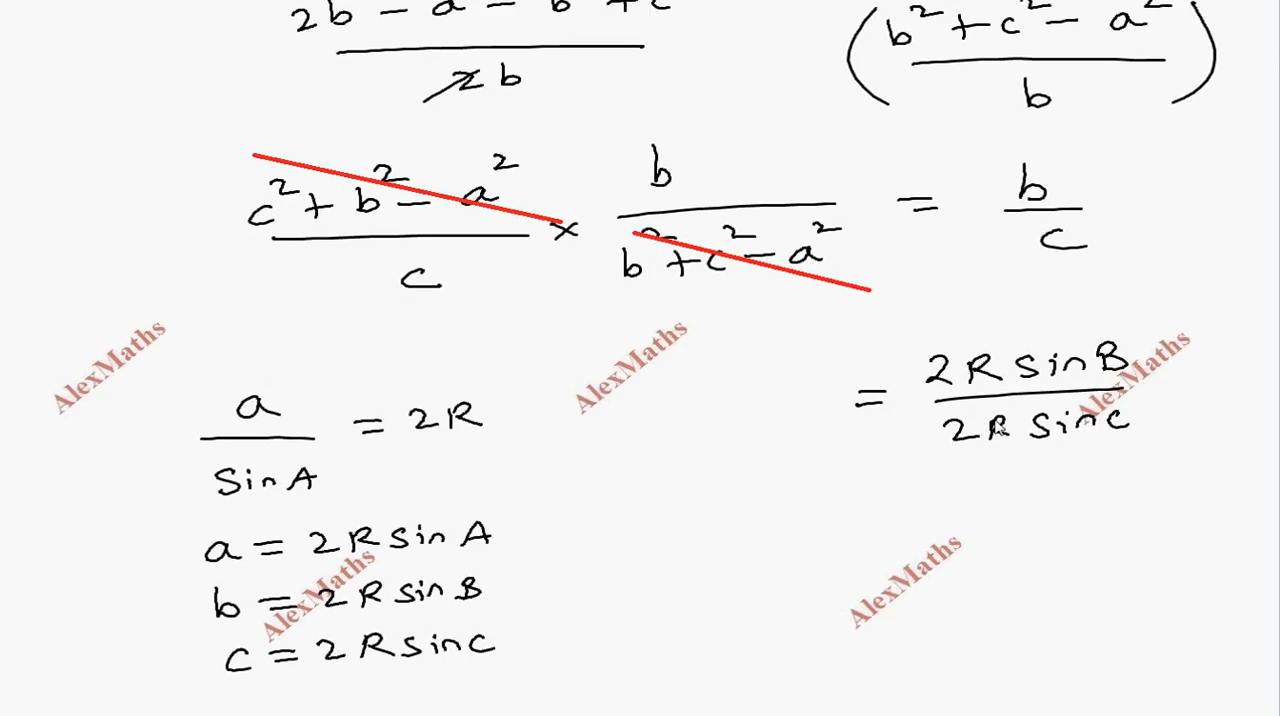 2b - a - b + c
2b
(b² + c² - a²
b)
c² + b² - a² / c × b / b² + c² - a² = b / c
= 2R sin B / 2R sin C
a / Sin A = 2R
a = 2R sin A
b = 2R sin B
c = 2R sin C
AlexMaths
AlexMaths
AlexMaths
AlexMaths
AlexMaths